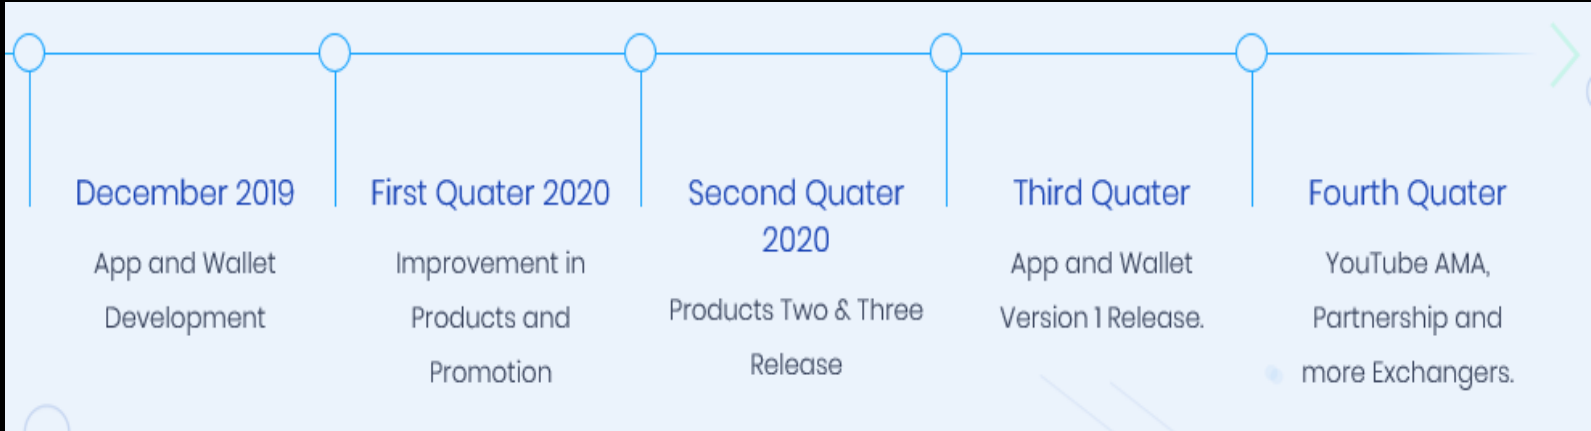 December 2019
App and Wallet
Development
First Quater 2020
Improvement in
Products and
Promotion
Second Quater
2020
Products Two & Three
Release
Third Quater
App and Wallet
Version 1 Release.
Fourth Quater
YouTube AMA,
Partnership and
more Exchangers.